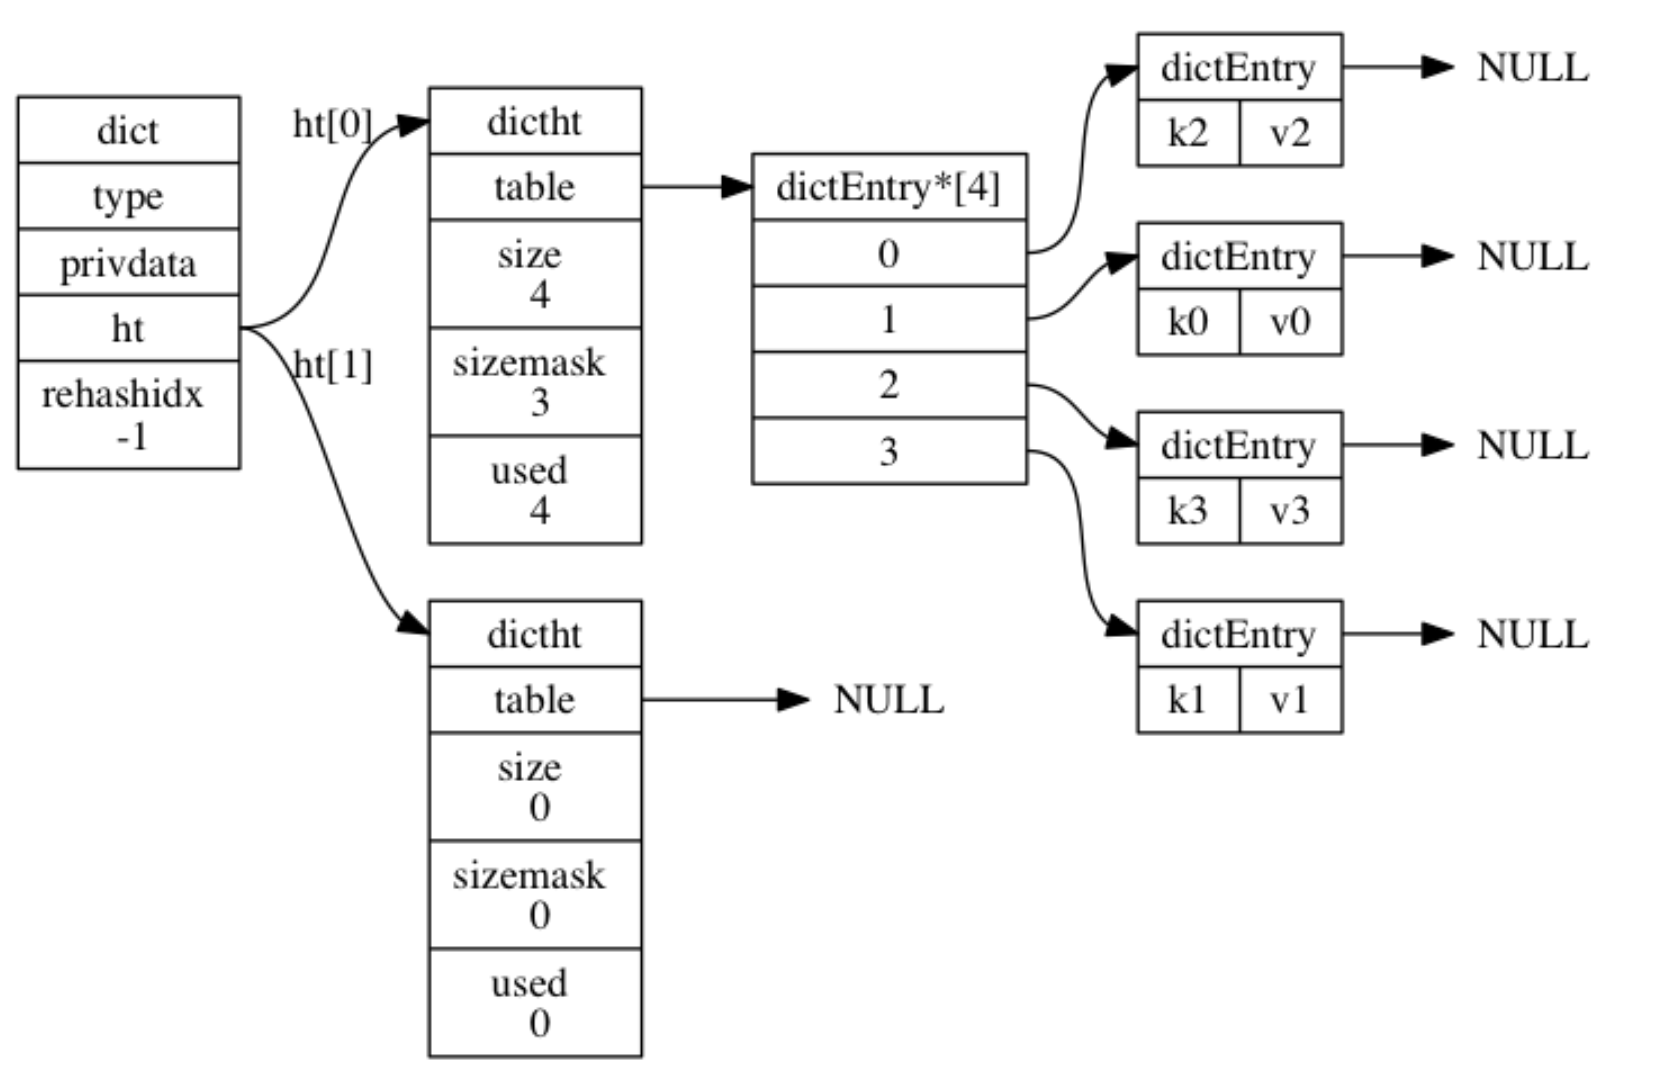 dict
type
privdata
ht
rehashidx
-1
ht[0]
ht[1]
dictht
table
size
4
sizemask
3
used
4
dictht
table
size
0
sizemask
0
used
0
NULL
dictEntry*[4]
0
1
2
3
dictEntry
k2 v2
NULL
dictEntry
k0 v0
NULL
dictEntry
k3 v3
NULL
dictEntry
k1 v1
NULL